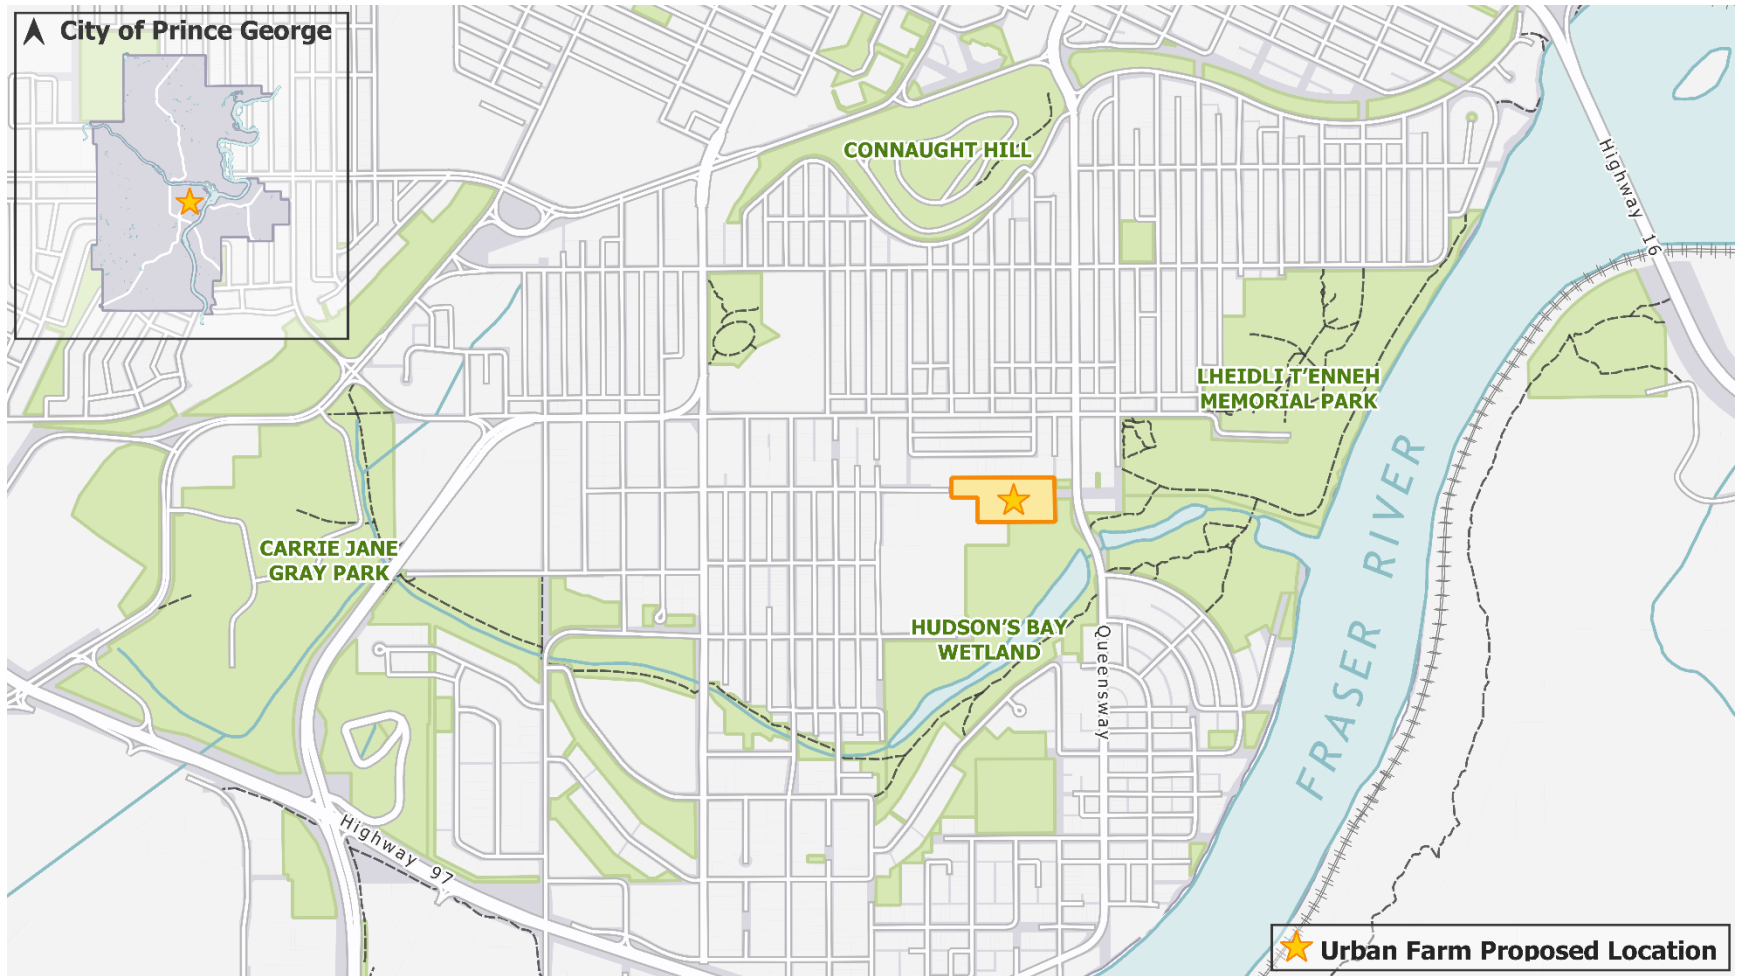 City of Prince George
CONNAUGHT HILL
Highway 16
LHEIDLI T'ENNEH
MEMORIAL PARK
CARRIE JANE
GRAY PARK
HUDSON'S BAY
WETLAND
Queensway
FRASER RIVER
Highway 97
Urban Farm Proposed Location